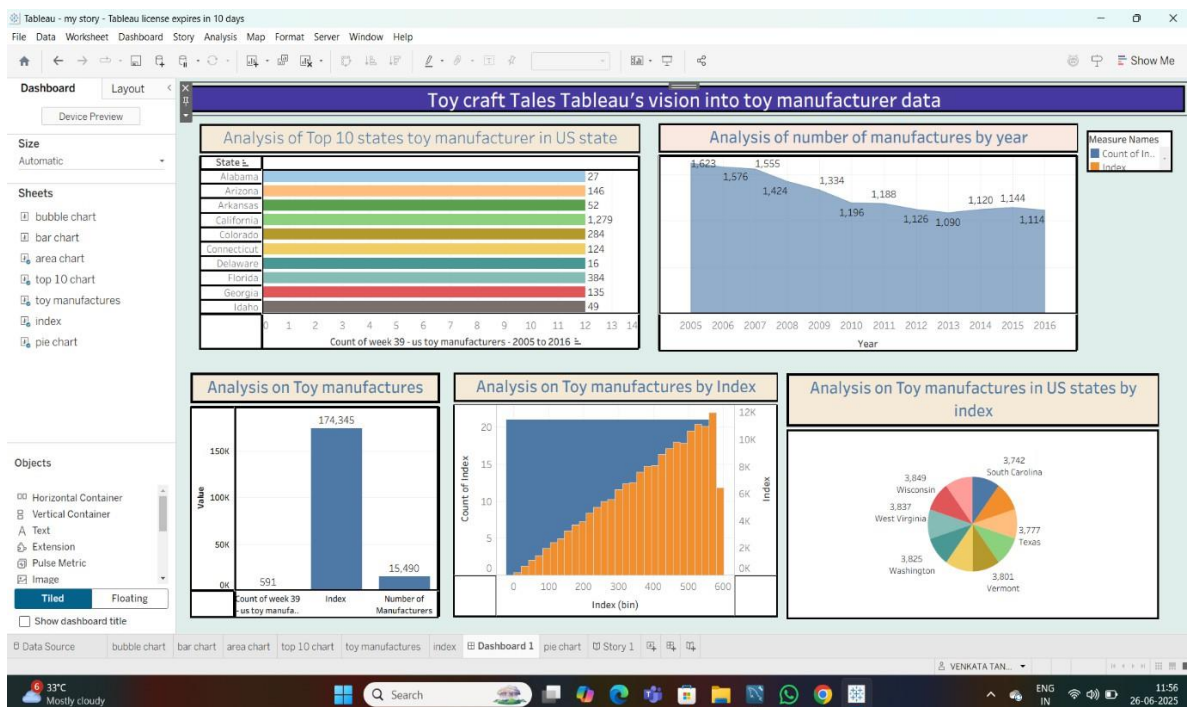 Tableau - my story - Tableau license expires in 10 days
File Data Worksheet Dashboard Story Analysis Map Format Server Window Help
Show Me
Dashboard Layout
Device Preview
Size
Automatic
Sheets
bubble chart
bar chart
area chart
top 10 chart
toy manufactures
index
pie chart
Objects
Horizontal Container
Vertical Container
Text
Extension
Pulse Metric
Image
Tiled Floating
Show dashboard title
Toy craft Tales Tableau's vision into toy manufacturer data
Analysis of Top 10 states toy manufacturer in US state
State
Alabama 27
Arizona 146
Arkansas 52
California 1,279
Colorado 284
Connecticut 124
Delaware 16
Florida 384
Georgia 135
Idaho 49
0 1 2 3 4 5 6 7 8 9 10 11 12 13 14
Count of week 39 - us toy manufacturers - 2005 to 2016
Analysis of number of manufactures by year
1,623 1,576 1,555 1,424 1,334 1,196 1,188 1,126 1,090 1,120 1,144 1,114
2005 2006 2007 2008 2009 2010 2011 2012 2013 2014 2015 2016
Year
Measure Names
Count of In..
Index
Analysis on Toy manufactures
Value
150K
100K
50K
0K
591 174,345 15,490
Count of week 39
- us toy manufa..
Index
Number of
Manufacturers
Analysis on Toy manufactures by Index
Count of Index
20
15
10
5
0
12K
10K
8K
6K
4K
2K
0K
Index
0 100 200 300 400 500 600
Index (bin)
Analysis on Toy manufactures in US states by
index
3,742
South Carolina
3,777
Texas
3,801
Vermont
3,825
Washington
3,837
West Virginia
3,849
Wisconsin
Data Source bubble chart bar chart area chart top 10 chart toy manufactures index Dashboard 1 pie chart Story 1
VENKATA TAN...
6
33°C
Mostly cloudy
Search
ENG
IN
11:56
26-06-2025